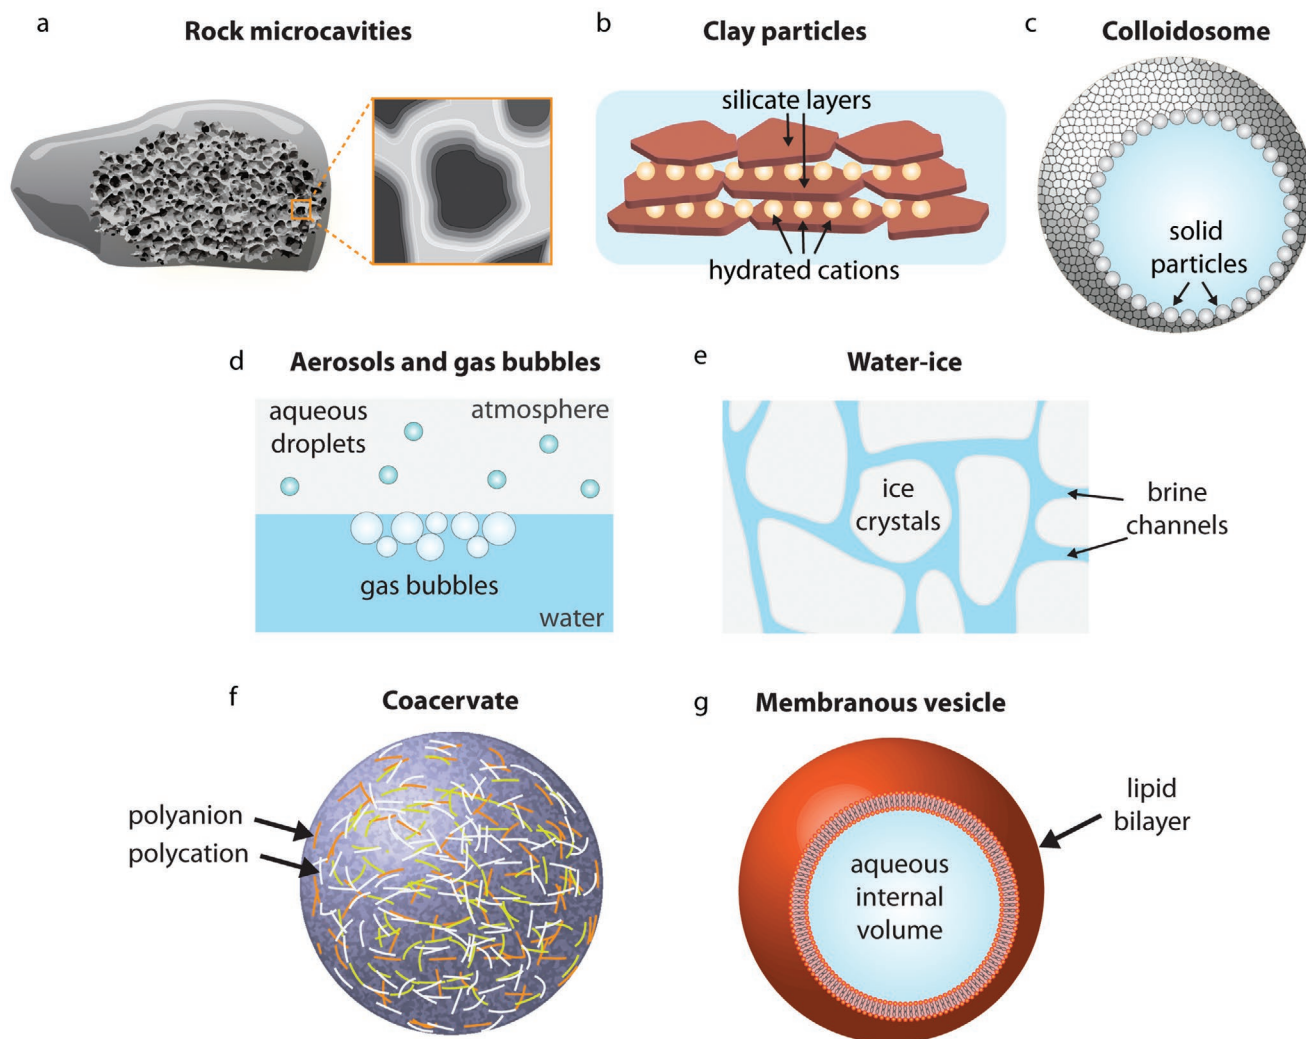 a
Rock microcavities
b
Clay particles
silicate layers
hydrated cations
c
Colloidosome
solid
particles
d
Aerosols and gas bubbles
aqueous
droplets
atmosphere
gas bubbles
water
e
Water-ice
ice
crystals
brine
channels
f
Coacervate
polyanion
polycation
g
Membranous vesicle
aqueous
internal
volume
lipid
bilayer